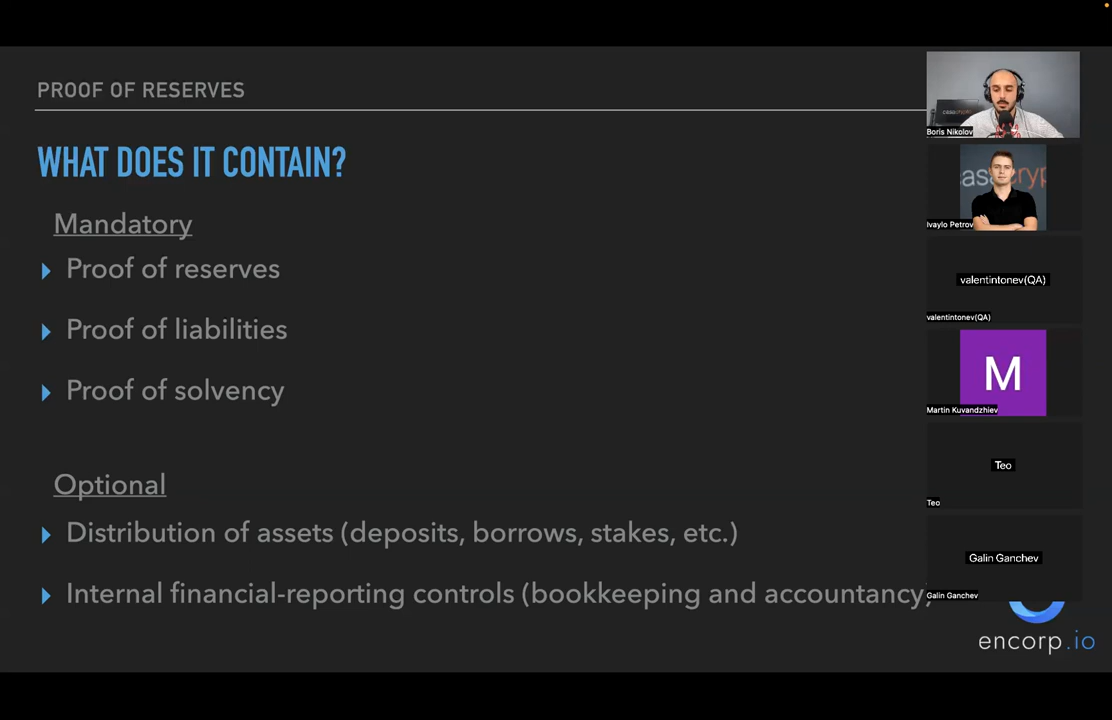 PROOF OF RESERVES
WHAT DOES IT CONTAIN?
Mandatory
Proof of reserves
Proof of liabilities
Proof of solvency
Optional
Distribution of assets (deposits, borrows, stakes, etc.)
Internal financial-reporting controls (bookkeeping and accountancy)
Boris Nikolov
Ivaylo Petrov
valentintonev(QA)
valentintonev(QA)
M
Martin Kuvandzhiev
Teo
Teo
Galin Ganchev
Galin Ganchev
encorp.io